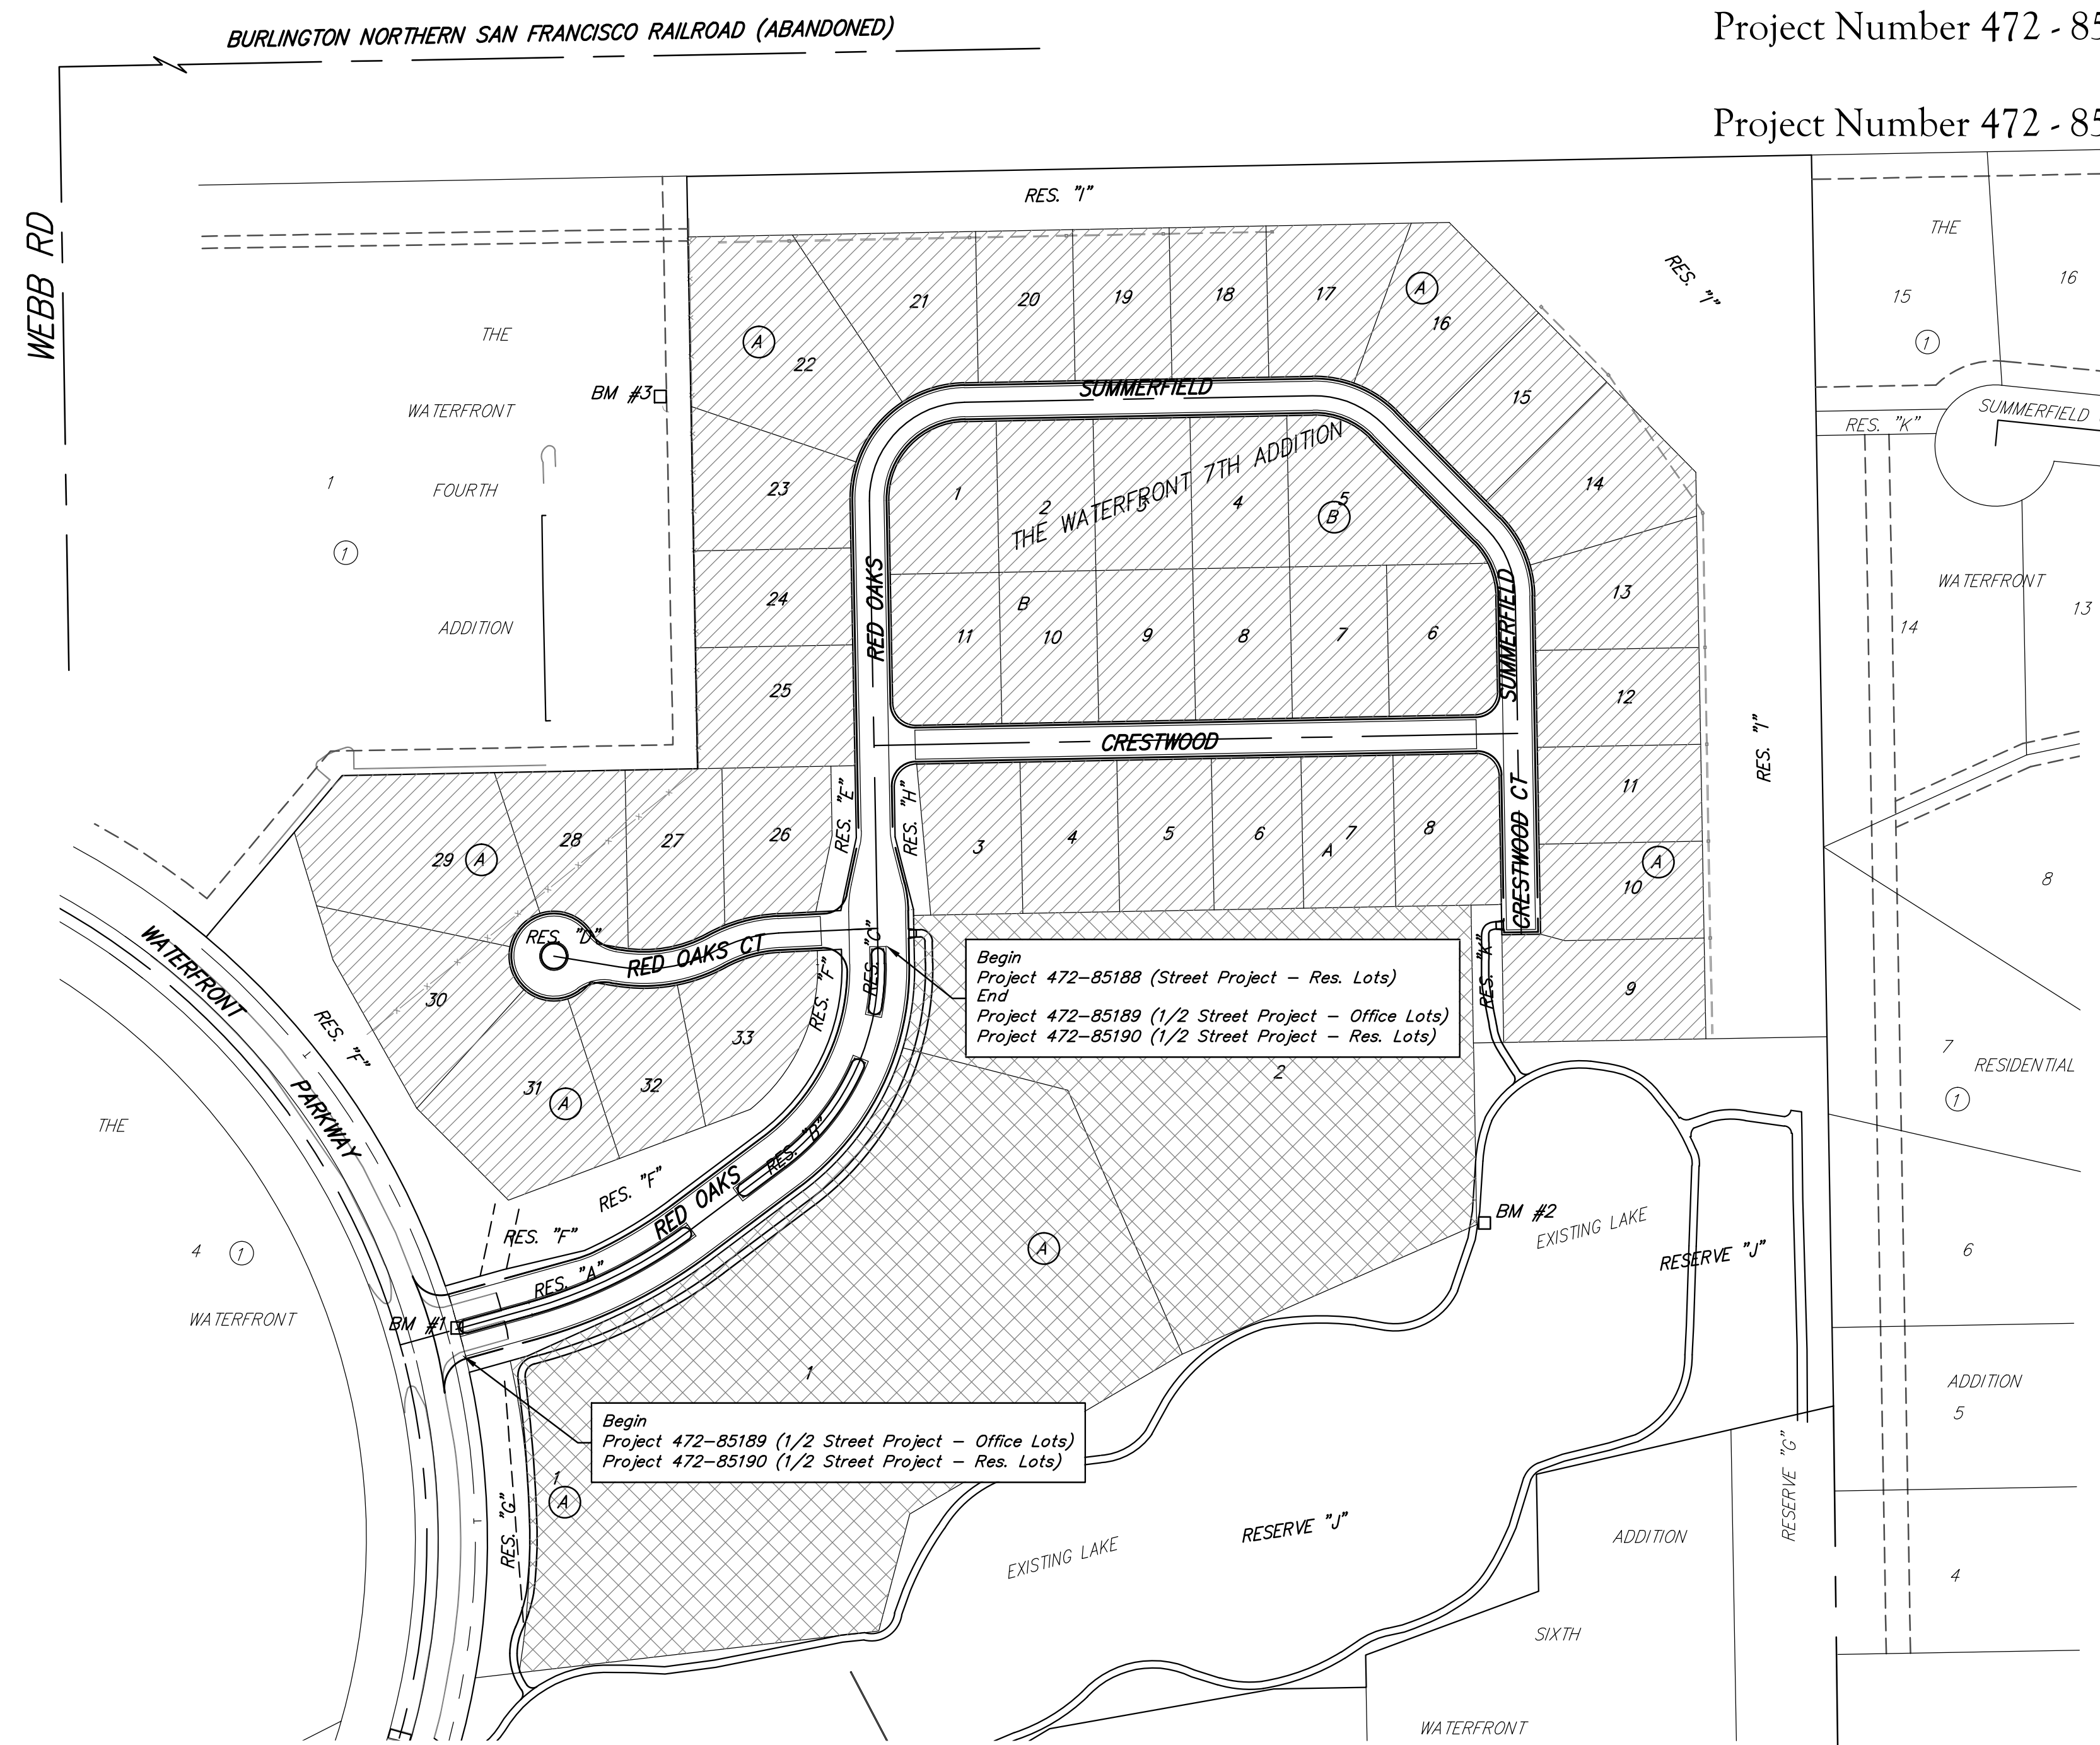 BURLINGTON NORTHERN SAN FRANCISCO RAILROAD (ABANDONED)
Project Number 472 - 85
Project Number 472 - 85
WEBB RD
RES. "I"
RES. "I"
THE
15
16
1
SUMMERFIELD
RES. "K"
THE
WATERFRONT
FOURTH
ADDITION
1
1
BM #3
A
22
21
20
19
18
17
A
16
15
14
13
12
11
A
10
9
23
24
25
SUMMERFIELD
THE WATERFRONT 7TH ADDITION
1
2
3
4
5
B
B
11
10
9
8
7
6
RED OAKS
SUMMERFIELD
CRESTWOOD
CRESTWOOD CT
RES. "I"
WATERFRONT
14
13
8
29
A
28
27
26
RES. "E"
RES. "H"
3
4
5
6
7
8
A
RES. "D"
RED OAKS CT
RES. "C"
RES. "F"
RES. "K"
30
31
A
32
33
Begin
Project 472-85188 (Street Project - Res. Lots)
End
Project 472-85189 (1/2 Street Project - Office Lots)
Project 472-85190 (1/2 Street Project - Res. Lots)
2
WATERFRONT
PARKWAY
RES. "F"
RES. "F"
RES. "F"
RED OAKS
RES. "B"
RES. "A"
BM #1
THE
4
1
WATERFRONT
A
BM #2
EXISTING LAKE
RESERVE "J"
7
RESIDENTIAL
1
6
ADDITION
5
4
1
Begin
Project 472-85189 (1/2 Street Project - Office Lots)
Project 472-85190 (1/2 Street Project - Res. Lots)
1
A
RES. "G"
EXISTING LAKE
RESERVE "J"
RESERVE "G"
ADDITION
SIXTH
WATERFRONT